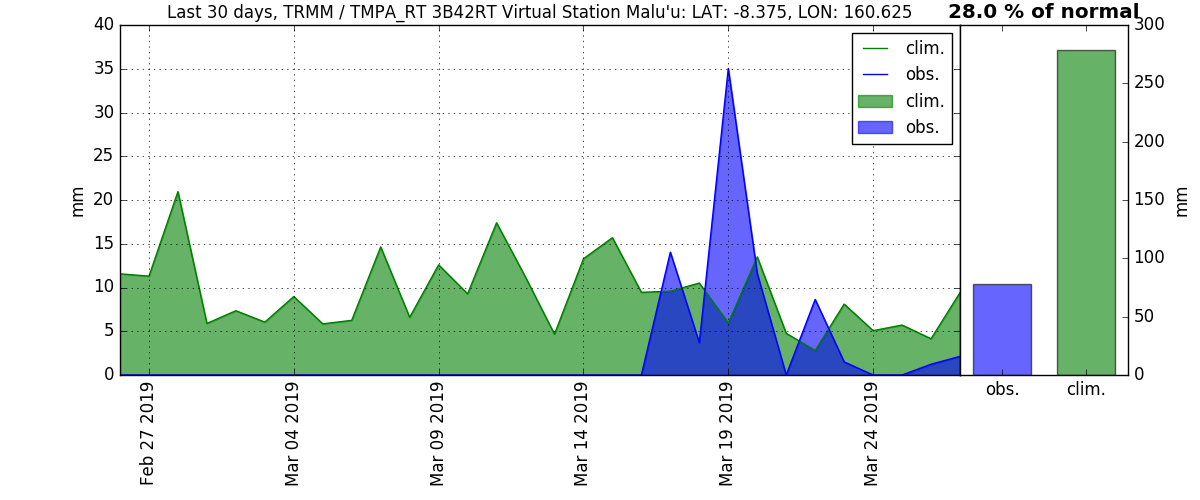 Last 30 days, TRMM / TMPA_RT 3B42RT Virtual Station Malu'u: LAT: -8.375, LON: 160.625
28.0 % of normal
40
35
30
25
20
15
10
5
0
mm
clim.
obs.
clim.
obs.
Feb 27 2019
Mar 04 2019
Mar 09 2019
Mar 14 2019
Mar 19 2019
Mar 24 2019
300
250
200
150
100
50
0
mm
obs.
clim.